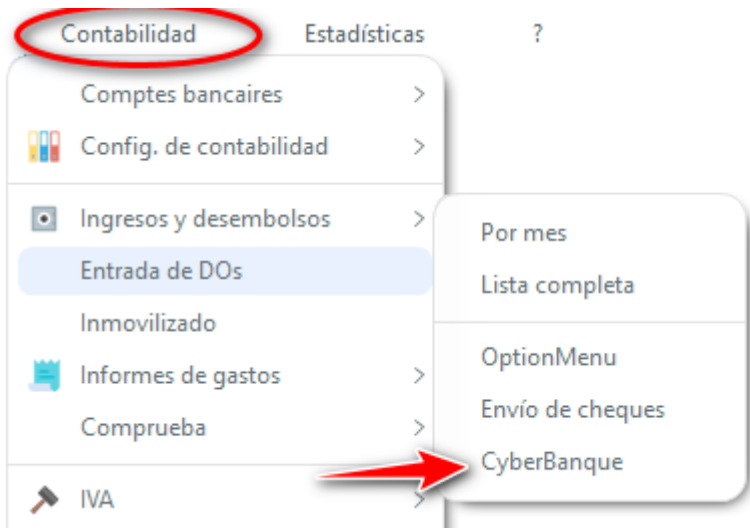 Contabilidad
Estadísticas
?
Comptes bancaires
Config. de contabilidad
Ingresos y desembolsos
Entrada de DOs
Inmovilizado
Informes de gastos
Comprueba
IVA
Por mes
Lista completa
OptionMenu
Envío de cheques
CyberBanque